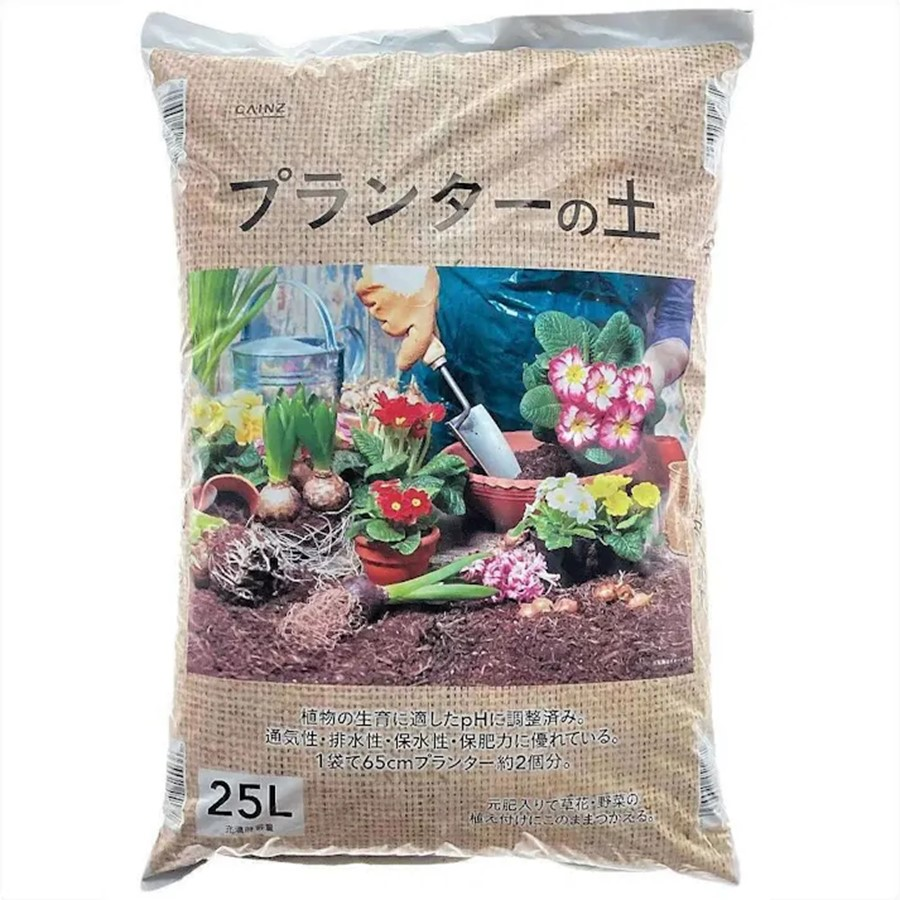 CAINZ
プランターの土
植物の生育に適したpHに調整済み。
通気性・排水性・保水性・保肥力に優れている。
1袋で65cmプランター約2個分。
25L
元肥入りで草花・野菜の
植え付けにこのままつかえる。